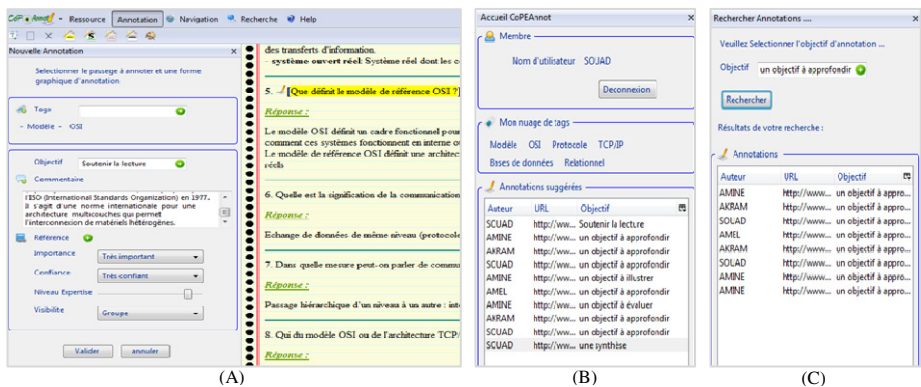 CoP Annot - Ressource Annotation Navigation Recherche Help
Nouvelle Annotation
Selectionner le passage à annoter et une forme
graphique d'annotation
Tags
- Modèle - OSI
Objectif Soutenir la lecture
Commentaire
l'ISO (International Standards Organization) en 1977.
Il s'agit d'une norme internationale pour une
architecture multicouches qui permet
l'interconnexion de matériels hétérogènes.
Référence
Importance Très important
Confiance Très confiant
Niveau Expertise
Visibilite Groupe
Valider annuler
des transferts d'information.
- système ouvert réel: Système réel dont les co
5. [Que définit le modèle de référence OSI ?]
Réponse :
Le modèle OSI définit un cadre fonctionnel pour
comment ces systèmes fonctionnent en interne ou
Le modèle de référence OSI définit une architec
réels
6. Quelle est la signification de la communication
Réponse :
Echange de données de même niveau (protocole
7. Dans quelle mesure peut-on parler de commu
Réponse :
Passage hiérarchique d'un niveau à un autre : inte
8. Qui du modèle OSI ou de l'architecture TCP/
Réponse :
(A)
Accueil CoPEAnnot
Membre
Nom d'utilisateur SOUAD
Deconnexion
Mon nuage de tags
Modèle OSI Protocole TCP/IP
Bases de données Relationnel
Annotations suggérées
Auteur URL Objectif
SOUAD http://ww... Soutenir la lecture
AMINE http://ww... un objectif à approfondir
AKRAM http://ww... un objectif à approfondir
SOUAD http://ww... un objectif à approfondir
AMINE http://ww... un objectif à illustrer
AMEL http://ww... un objectif à approfondir
AMINE http://ww... un objectif à évaluer
AKRAM http://ww... un objectif à approfondir
SOUAD http://ww... un objectif à approfondir
SOUAD http://ww... une synthèse
(B)
Rechercher Annotations ....
Veuillez Selectionner l'objectif d'annotation ...
Objectif un objectif à approfondir
Rechercher
Résultats de votre recherche :
Annotations
Auteur URL Objectif
AMINE http://www... un objectif à appro...
AKRAM http://www... un objectif à appro...
SOUAD http://www... un objectif à appro...
AMEL http://www... un objectif à appro...
AKRAM http://www... un objectif à appro...
SOUAD http://www... un objectif à appro...
AMINE http://www... un objectif à appro...
AMINE http://www... un objectif à appro...
(C)